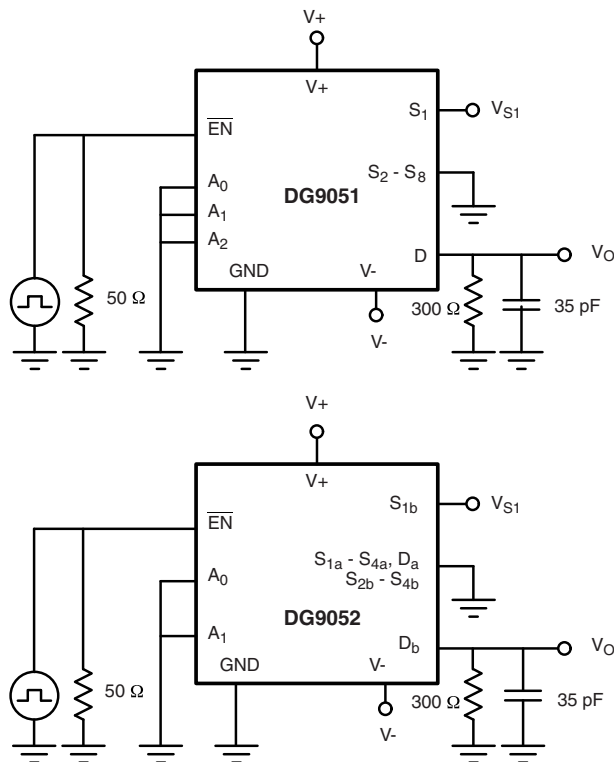 V+
V+
S1
VS1
EN
A0
S2 - S8
DG9051
A1
A2
GND
V-
D
VO
50 Ω
300 Ω
35 pF
V-
V+
V+
S1b
VS1
EN
S1a - S4a, Da
A0
S2b - S4b
DG9052
A1
Db
VO
GND
V-
50 Ω
300 Ω
35 pF
V-